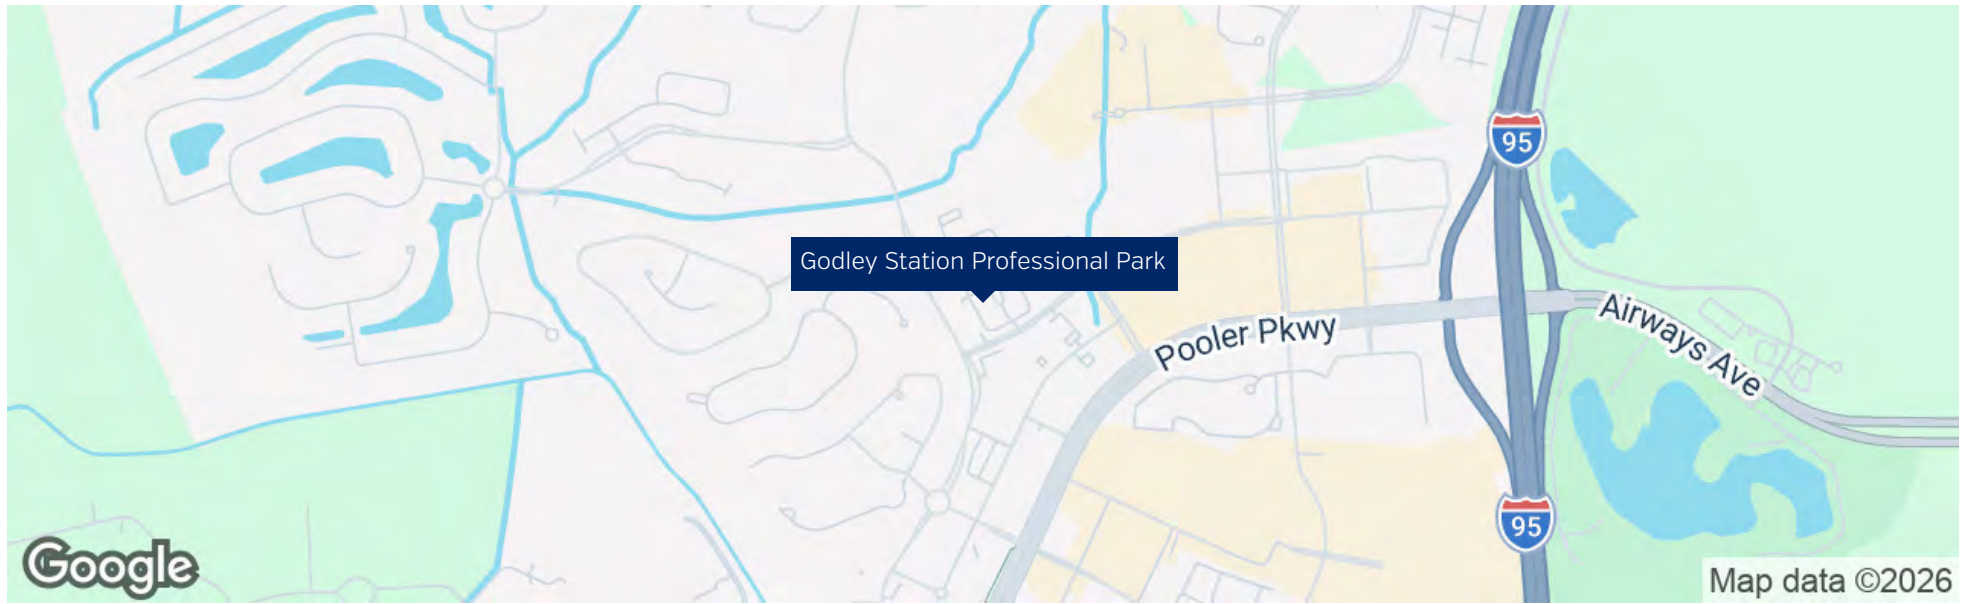 95
Godley Station Professional Park
Pooler Pkwy
Airways Ave
95
Google
Map data ©2026